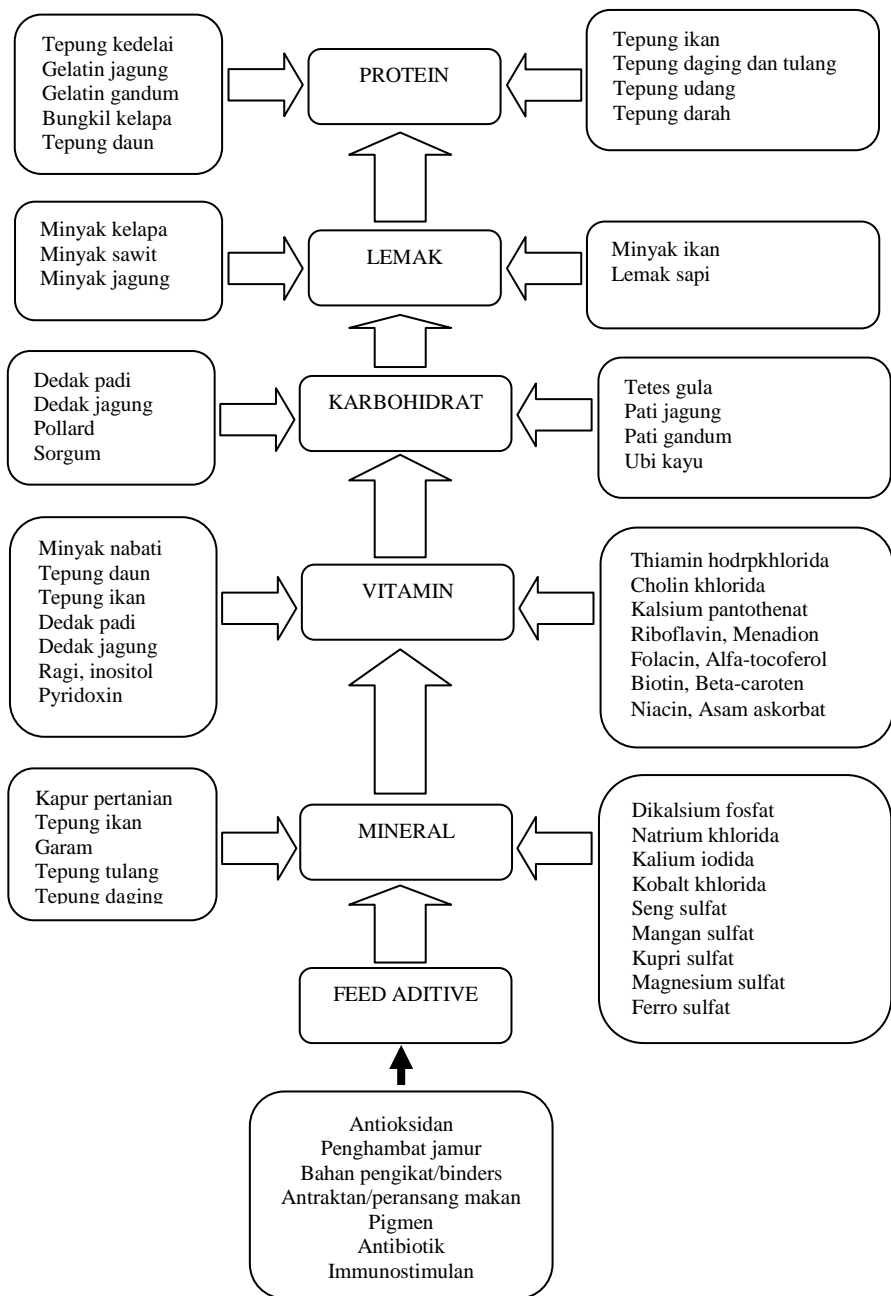 Tepung kedelai
Gelatin jagung
Gelatin gandum
Bungkil kelapa
Tepung daun
PROTEIN
Tepung ikan
Tepung daging dan tulang
Tepung udang
Tepung darah
Minyak kelapa
Minyak sawit
Minyak jagung
LEMAK
Minyak ikan
Lemak sapi
Dedak padi
Dedak jagung
Pollard
Sorgum
KARBOHIDRAT
Tetes gula
Pati jagung
Pati gandum
Ubi kayu
Minyak nabati
Tepung daun
Tepung ikan
Dedak padi
Dedak jagung
Ragi, inositol
Pyridoxin
VITAMIN
Thiamin hodrpkhlorida
Cholin khlorida
Kalsium pantothenat
Riboflavin, Menadion
Folacin, Alfa-tocoferol
Biotin, Beta-caroten
Niacin, Asam askorbat
Kapur pertanian
Tepung ikan
Garam
Tepung tulang
Tepung daging
MINERAL
Dikalsium fosfat
Natrium khlorida
Kalium iodida
Kobalt khlorida
Seng sulfat
Mangan sulfat
Kupri sulfat
Magnesium sulfat
Ferro sulfat
FEED ADITIVE
Antioksidan
Penghambat jamur
Bahan pengikat/binders
Antraktan/peransang makan
Pigmen
Antibiotik
Immunostimulan